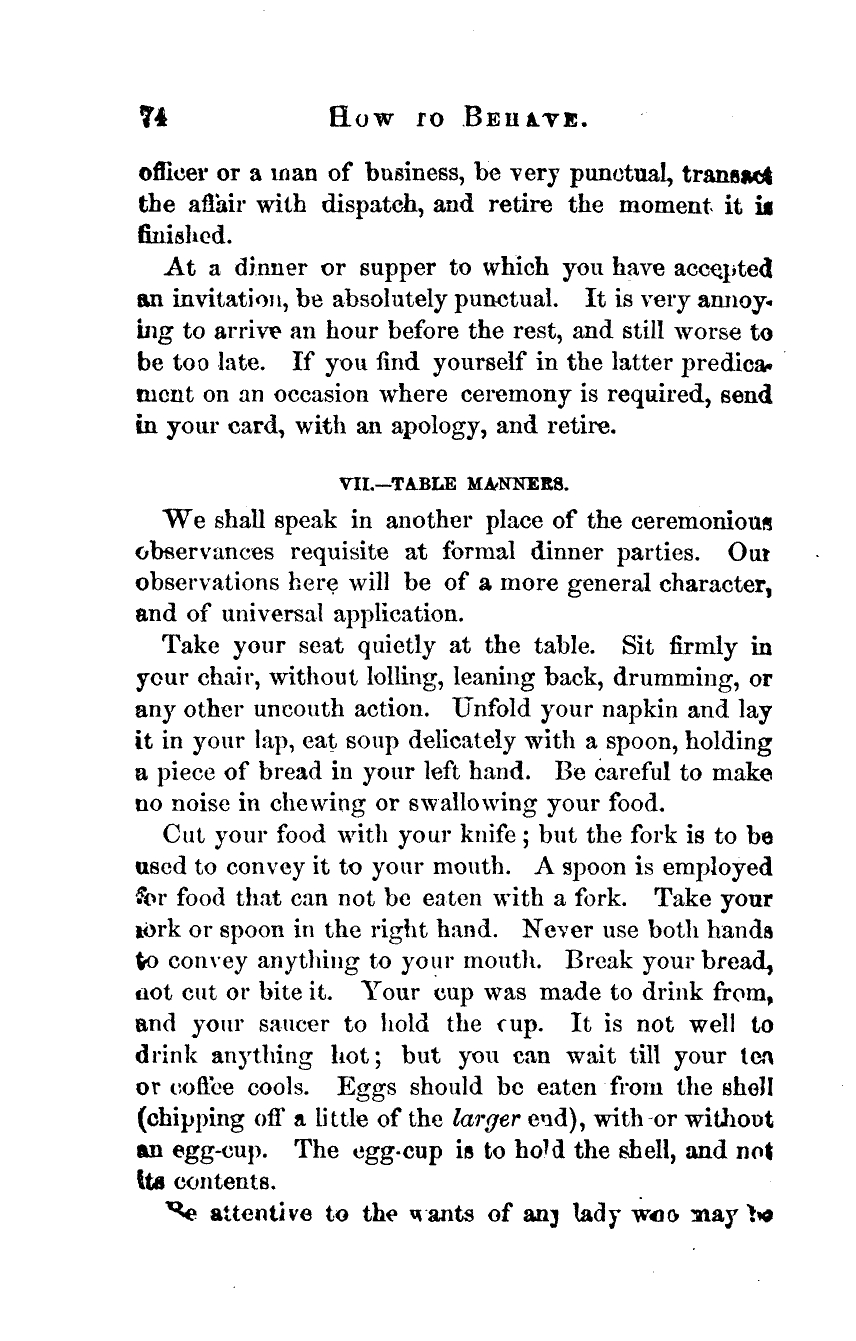 74 How to Behave.
officer or a man of business, be very punctual, transact
the affair with dispatch, and retire the moment it is
finished.
At a dinner or supper to which you have accepted
an invitation, be absolutely punctual. It is very annoy-
ing to arrive an hour before the rest, and still worse to
be too late. If you find yourself in the latter predica-
ment on an occasion where ceremony is required, send
in your card, with an apology, and retire.
VII.—TABLE MANNERS.
We shall speak in another place of the ceremonious
observances requisite at formal dinner parties. Our
observations here will be of a more general character,
and of universal application.
Take your seat quietly at the table. Sit firmly in
your chair, without lolling, leaning back, drumming, or
any other uncouth action. Unfold your napkin and lay
it in your lap, eat soup delicately with a spoon, holding
a piece of bread in your left hand. Be careful to make
no noise in chewing or swallowing your food.
Cut your food with your knife; but the fork is to be
used to convey it to your mouth. A spoon is employed
for food that can not be eaten with a fork. Take your
fork or spoon in the right hand. Never use both hands
to convey anything to your mouth. Break your bread,
not cut or bite it. Your cup was made to drink from,
and your saucer to hold the cup. It is not well to
drink anything hot; but you can wait till your tea
or coffee cools. Eggs should be eaten from the shell
(chipping off a little of the larger end), with or without
an egg-cup. The egg-cup is to hold the shell, and not
its contents.
Be attentive to the wants of any lady who may be